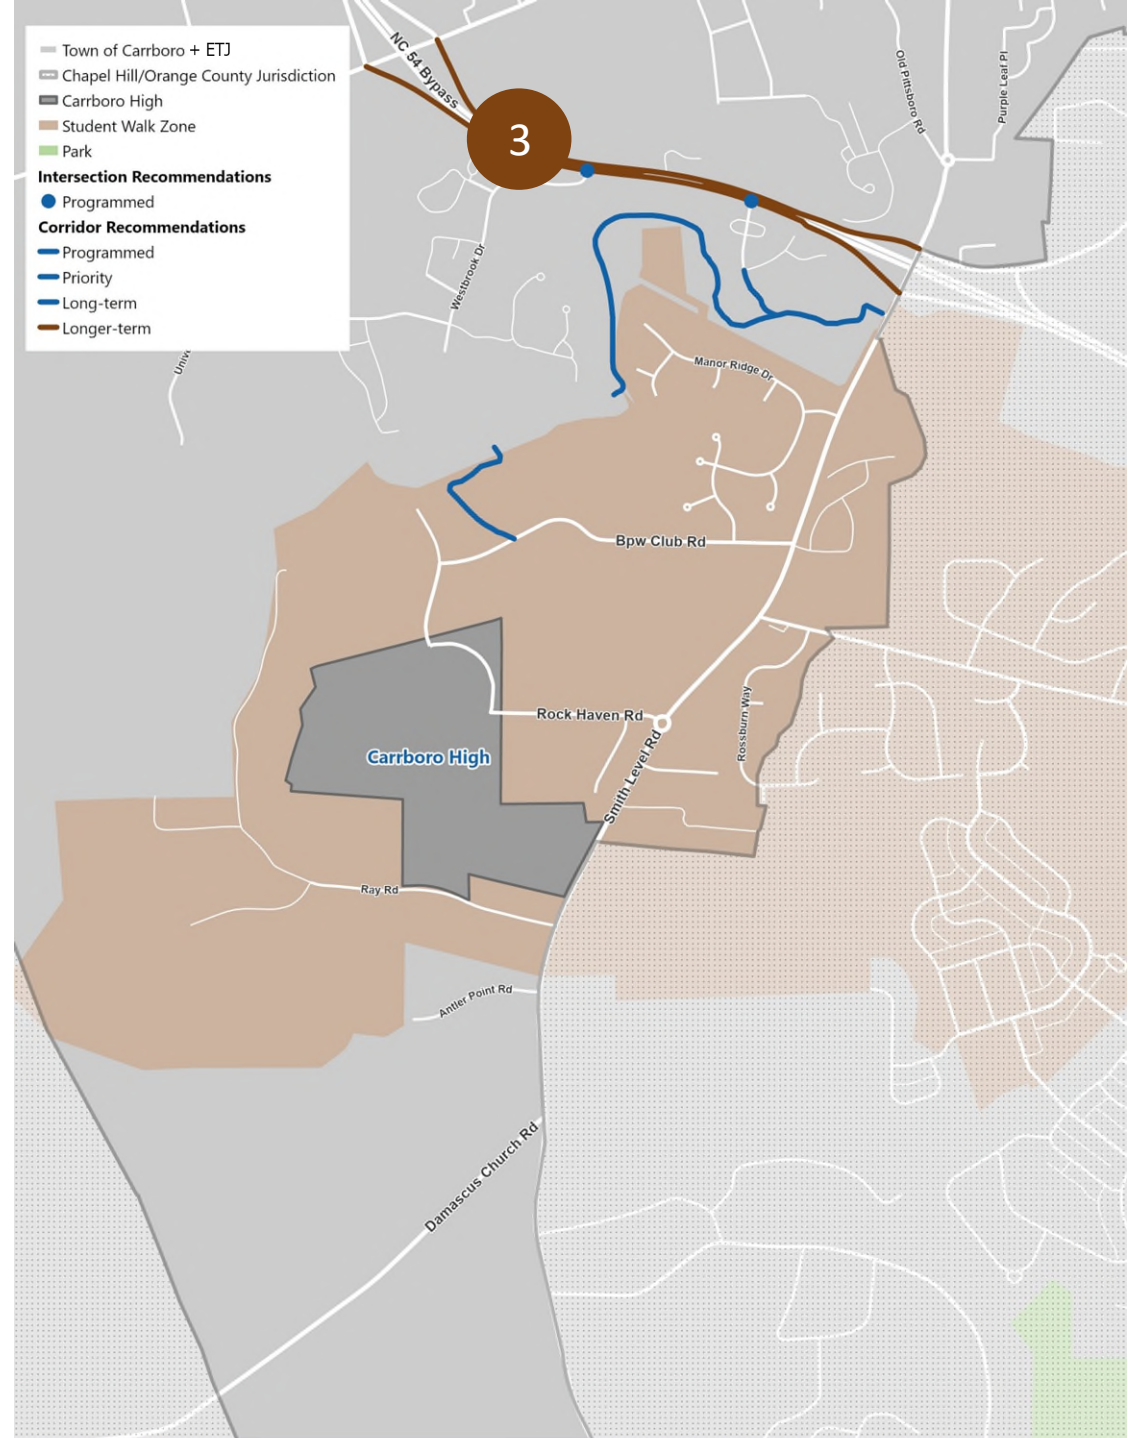 Town of Carrboro + ETJ
Chapel Hill/Orange County Jurisdiction
Carrboro High
Student Walk Zone
Park
Intersection Recommendations
Programmed
Corridor Recommendations
Programmed
Priority
Long-term
Longer-term
NC 54 Bypass
3
Old Pittsboro Rd
Purple Leaf Pl
Westbrook Dr
Manor Ridge Dr
Bpw Club Rd
Rock Haven Rd
Rossburn Way
Carrboro High
Smith Level Rd
Ray Rd
Antler Point Rd
Damascus Church Rd